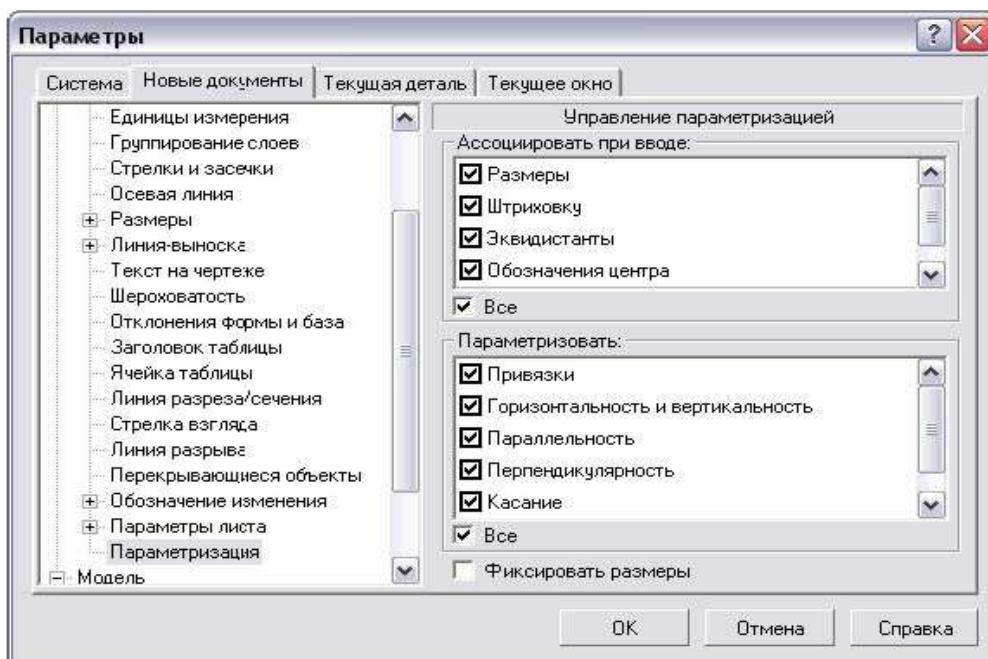 Параметры
Система
Новые документы
Текущая деталь
Текущее окно
Единицы измерения
Группирование слоев
Стрелки и засечки
Осевая линия
Размеры
Линия-выноска
Текст на чертеже
Шероховатость
Отклонения формы и база
Заголовок таблицы
Ячейка таблицы
Линия разреза/сечения
Стрелка взгляда
Линия разрыва
Перекрывающиеся объекты
Обозначение изменения
Параметры листа
Параметризация
Модель
Управление параметризацией
Ассоциировать при вводе:
Размеры
Штриховку
Эквидистанты
Обозначения центра
Все
Параметризовать:
Привязки
Горизонтальность и вертикальность
Параллельность
Перпендикулярность
Касание
Все
Фиксировать размеры
OK
Отмена
Справка